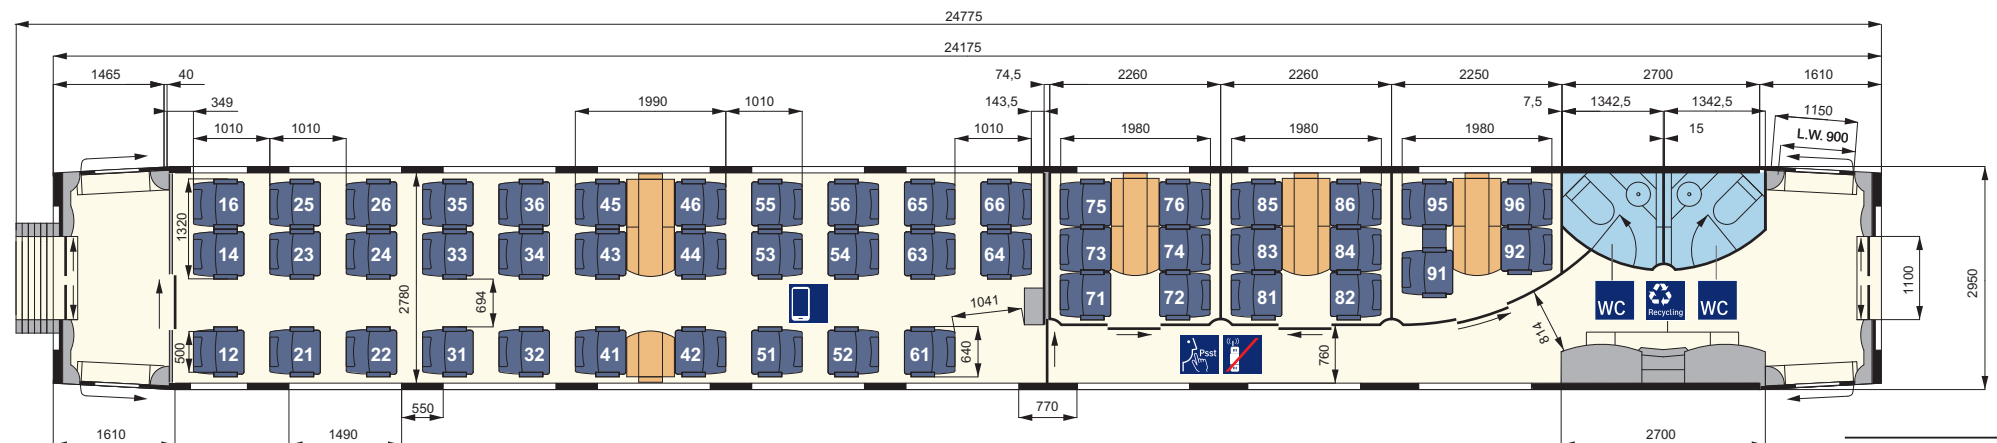 24775
24175
1465 40 74,5 2260 2260 2250 2700 1610
349 1990 1010 143,5 7,5 1342,5 1342,5 1150
1010 1010 1010 1980 1980 1980 15 L.W. 900
16 25 26 35 36 45 46 55 56 65 66 75 76 85 86 95 96
1320
14 23 24 33 34 43 44 53 54 63 64 73 74 83 84 91 92
2780 694 1041 71 72 81 82 814 1100 2950
WC Recycling WC
500 12 21 22 31 32 41 42 51 52 61 640 Psst 760
550 770
1610 1490 2700